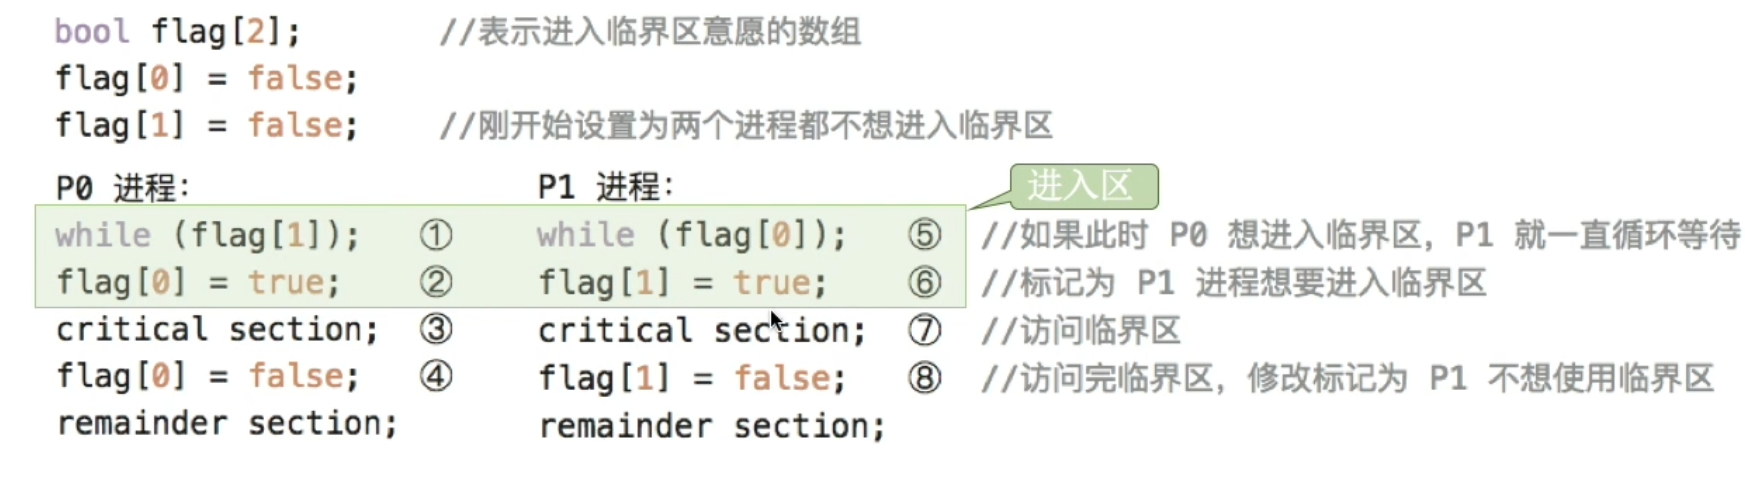 bool flag[2]; //表示进入临界区意愿的数组
flag[0] = false;
flag[1] = false; //刚开始设置为两个进程都不想进入临界区
P0 进程： P1 进程： 进入区
while (flag[1]); ① while (flag[0]); ⑤ //如果此时 P0 想进入临界区，P1 就一直循环等待
flag[0] = true; ② flag[1] = true; ⑥ //标记为 P1 进程想要进入临界区
critical section; ③ critical section; ⑦ //访问临界区
flag[0] = false; ④ flag[1] = false; ⑧ //访问完临界区，修改标记为 P1 不想使用临界区
remainder section; remainder section;